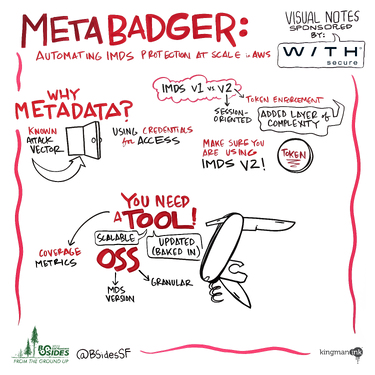 METABADGER:
AUTOMATING IMDS PROTECTION AT SCALE in AWS
VISUAL NOTES
SPONSORED
BY:
W/TH
secure
WHY
METADATA?
KNOWN
ATTACK
VECTOR
USING CREDENTIALS
for ACCESS
IMDS V1 vs V2
TOKEN ENFORCEMENT
SESSION-
ORIENTED
ADDED LAYER of
COMPLEXITY
MAKE SURE YOU
ARE USING
IMDS V2!
TOKEN
YOU NEED
A TOOL!
SCALABLE
UPDATED
(BAKED IN)
OSS
COVERAGE
METRICS
MDS
VERSION
GRANULAR
BSIDES
FROM THE GROUND UP
@BSidesSF
kingmanink